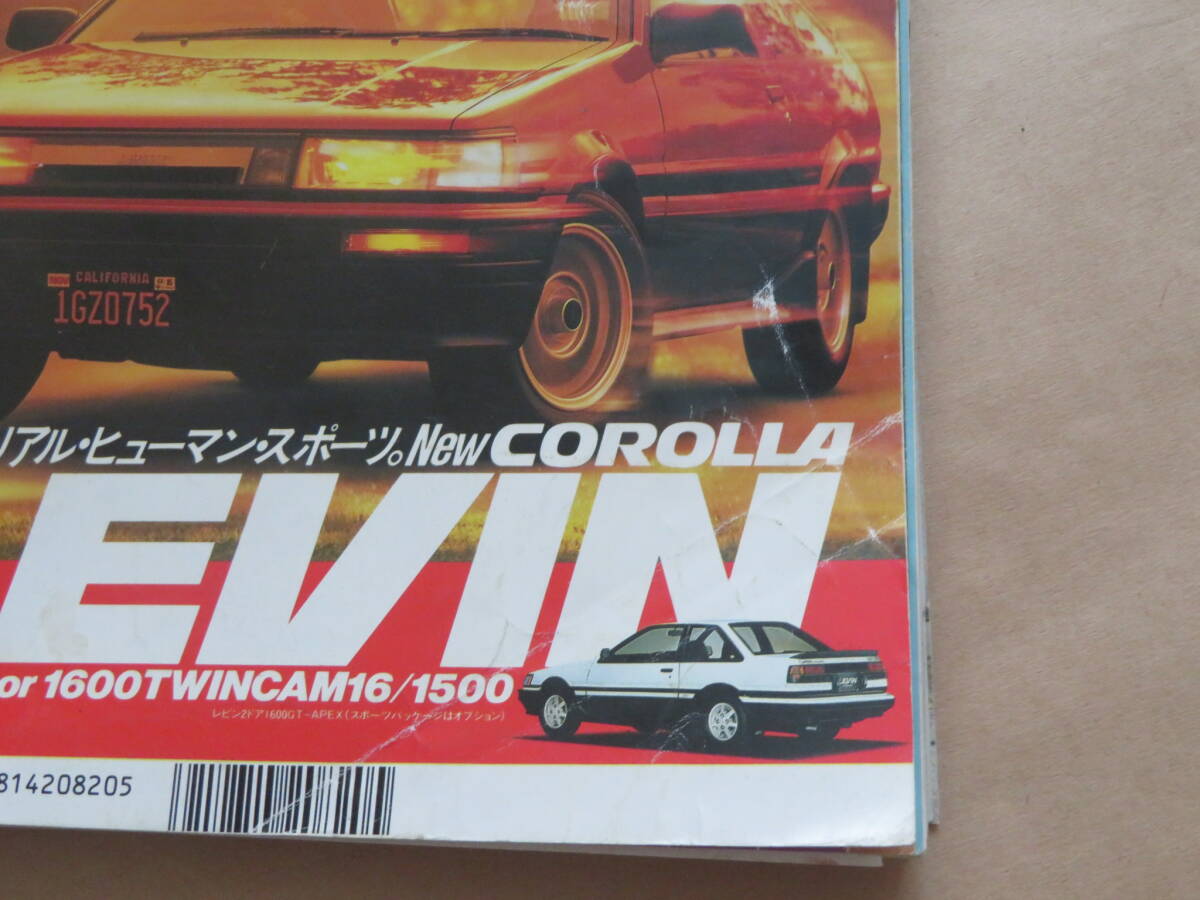 CALIFORNIA
1GZ0752
リアル・ヒューマン・スポーツ。New COROLLA
EVIN
or 1600TWINCAM16/1500
レビン2ドア1600GT-APEX(スポーツパッケージはオプション)
814208205